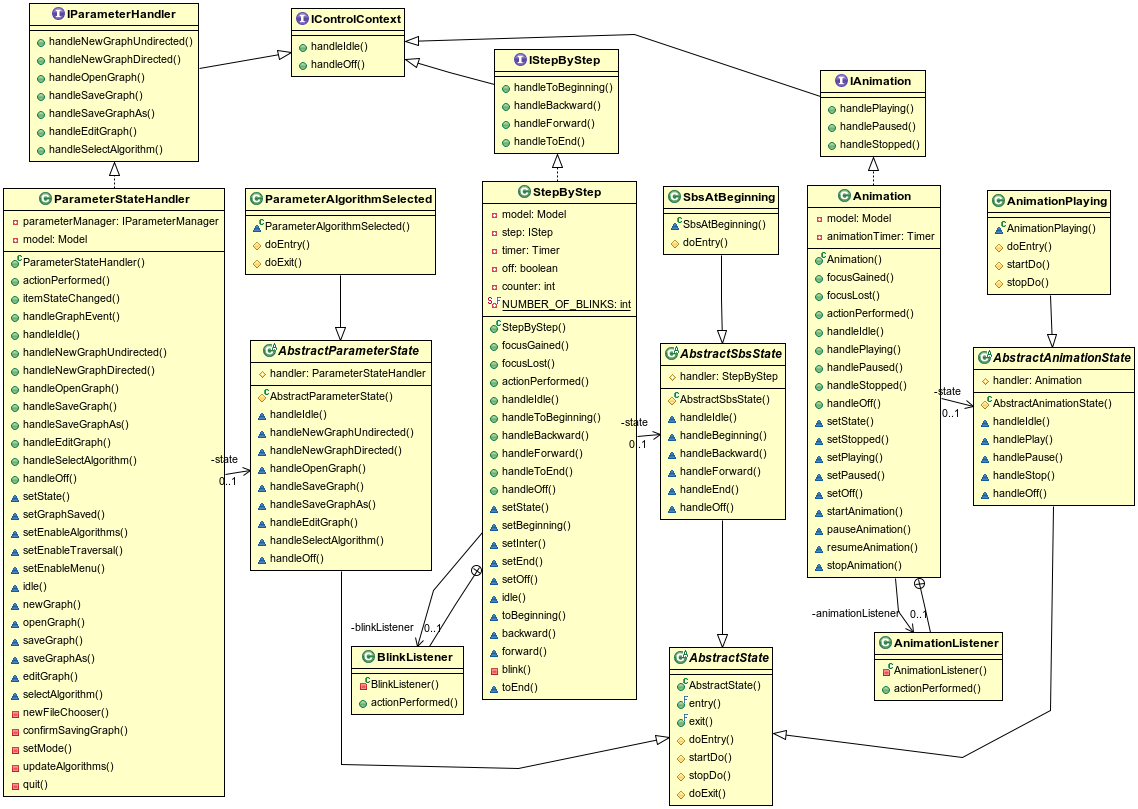 IParameterHandler
handleNewGraphUndirected()
handleNewGraphDirected()
handleOpenGraph()
handleSaveGraph()
handleSaveGraphAs()
handleEditGraph()
handleSelectAlgorithm()
IControlContext
handleIdle()
handleOff()
IStepByStep
handleToBeginning()
handleBackward()
handleForward()
handleToEnd()
IAnimation
handlePlaying()
handlePaused()
handleStopped()
ParameterStateHandler
parameterManager: IParameterManager
model: Model
ParameterStateHandler()
actionPerformed()
itemStateChanged()
handleGraphEvent()
handleIdle()
handleNewGraphUndirected()
handleNewGraphDirected()
handleOpenGraph()
handleSaveGraph()
handleSaveGraphAs()
handleEditGraph()
handleSelectAlgorithm()
handleOff()
setState()
setGraphSaved()
setEnableAlgorithms()
setEnableTraversal()
setEnableMenu()
idle()
newGraph()
openGraph()
saveGraph()
saveGraphAs()
editGraph()
selectAlgorithm()
newFileChooser()
confirmSavingGraph()
setMode()
updateAlgorithms()
quit()
-state
0..1
ParameterAlgorithmSelected
ParameterAlgorithmSelected()
doEntry()
doExit()
AbstractParameterState
handler: ParameterStateHandler
AbstractParameterState()
handleIdle()
handleNewGraphUndirected()
handleNewGraphDirected()
handleOpenGraph()
handleSaveGraph()
handleSaveGraphAs()
handleEditGraph()
handleSelectAlgorithm()
handleOff()
-blinkListener
0..1
BlinkListener
BlinkListener()
actionPerformed()
StepByStep
model: Model
step: IStep
timer: Timer
off: boolean
counter: int
NUMBER_OF_BLINKS: int
StepByStep()
focusGained()
focusLost()
actionPerformed()
handleIdle()
handleToBeginning()
handleBackward()
handleForward()
handleToEnd()
handleOff()
setState()
setBeginning()
setInter()
setEnd()
setOff()
idle()
toBeginning()
backward()
forward()
blink()
toEnd()
-state
0..1
SbsAtBeginning
SbsAtBeginning()
doEntry()
AbstractSbsState
handler: StepByStep
AbstractSbsState()
handleIdle()
handleBeginning()
handleBackward()
handleForward()
handleEnd()
handleOff()
AbstractState
AbstractState()
entry()
exit()
doEntry()
startDo()
stopDo()
doExit()
Animation
model: Model
animationTimer: Timer
Animation()
focusGained()
focusLost()
actionPerformed()
handleIdle()
handlePlaying()
handlePaused()
handleStopped()
handleOff()
setState()
setStopped()
setPlaying()
setPaused()
setOff()
startAnimation()
pauseAnimation()
resumeAnimation()
stopAnimation()
-state
0..1
-animationListener
0..1
AnimationListener
AnimationListener()
actionPerformed()
AnimationPlaying
AnimationPlaying()
doEntry()
startDo()
stopDo()
AbstractAnimationState
handler: Animation
AbstractAnimationState()
handleIdle()
handlePlay()
handlePause()
handleStop()
handleOff()